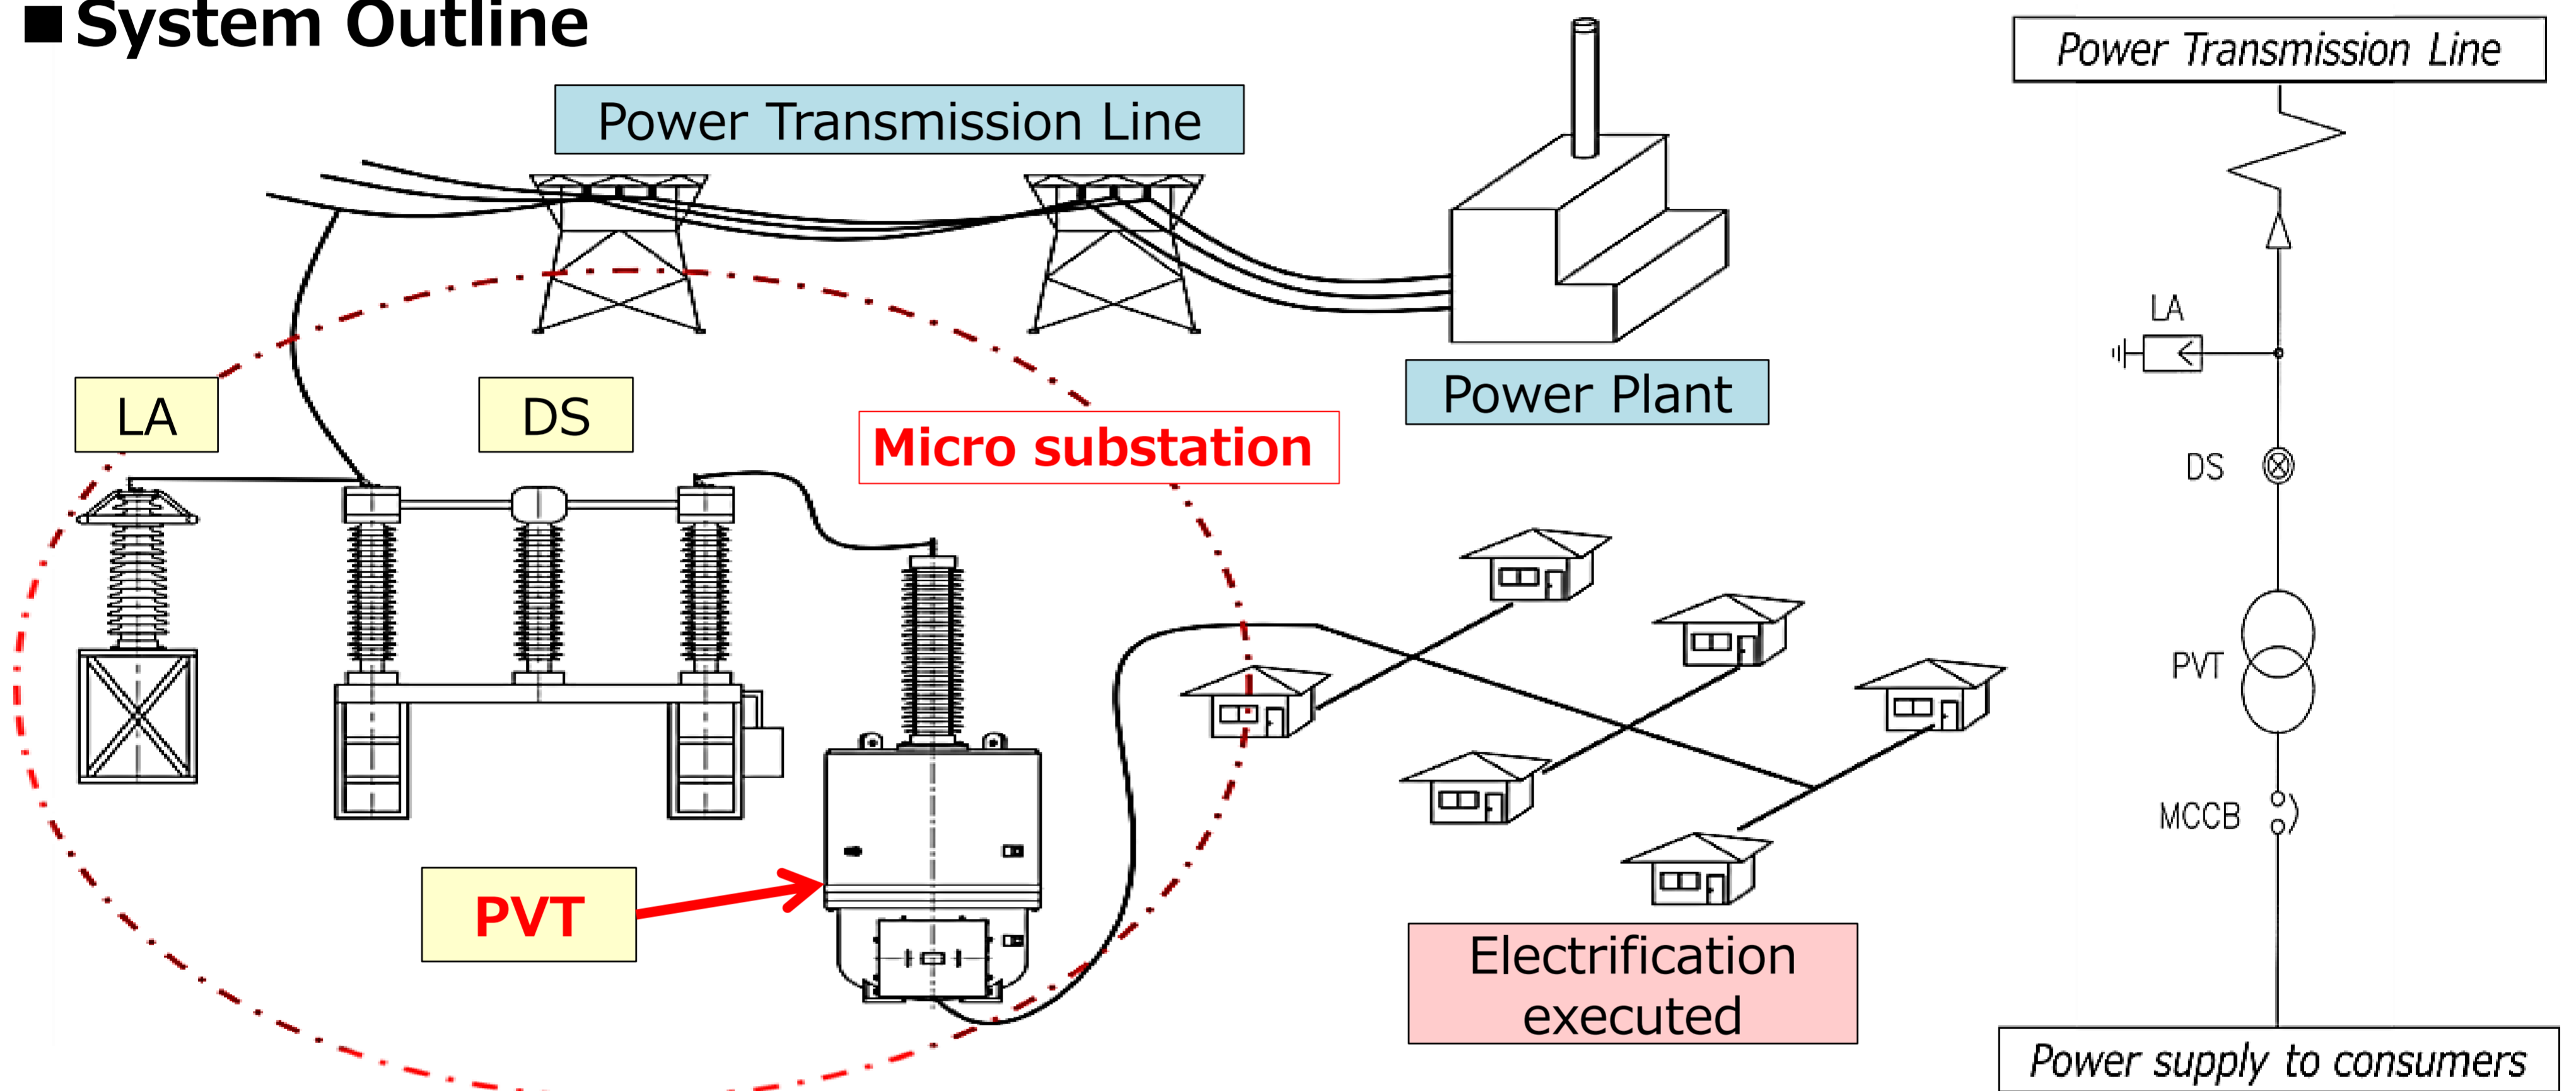 ■System Outline
Power Transmission Line
Power Plant
LA
DS
Micro substation
PVT
Electrification
executed
Power Transmission Line
LA
DS
PVT
MCCB
Power supply to consumers